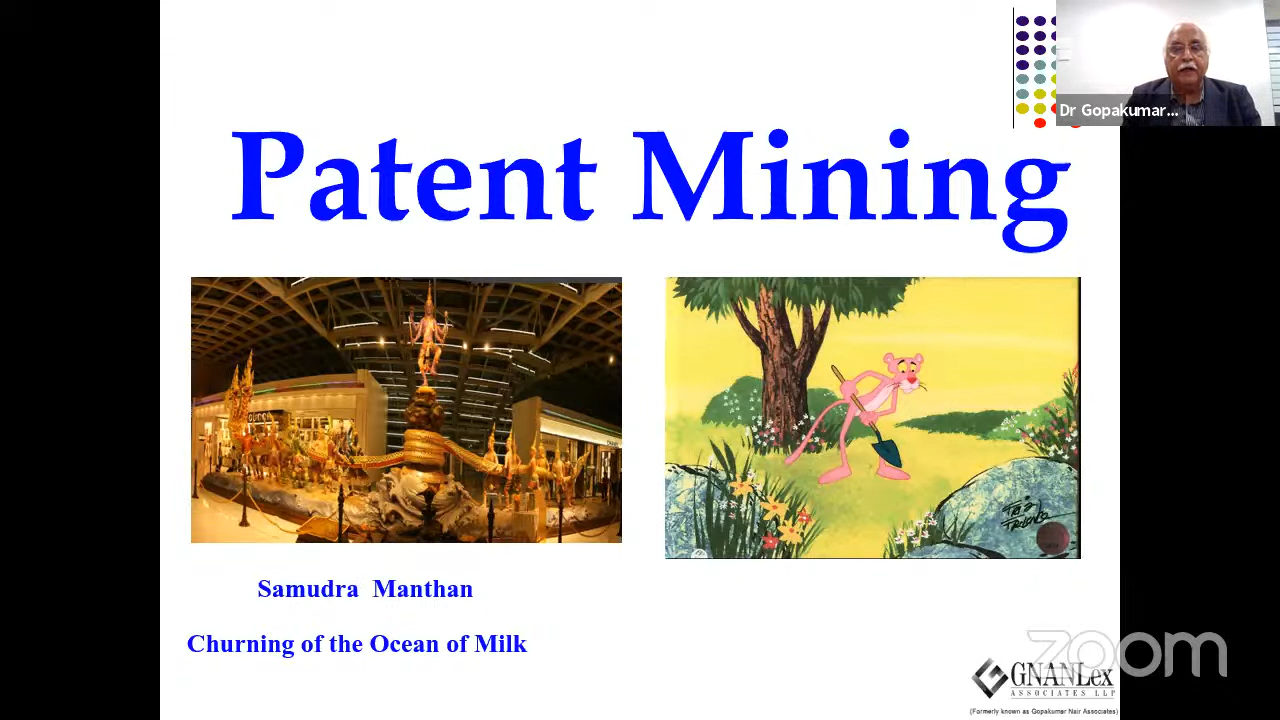 Dr Gopakumar...
Patent Mining
Samudra Manthan
Churning of the Ocean of Milk
zoom
GNANLex
ASSOCIATES LLP
(Formerly known as Gopakumar Nair Associates)